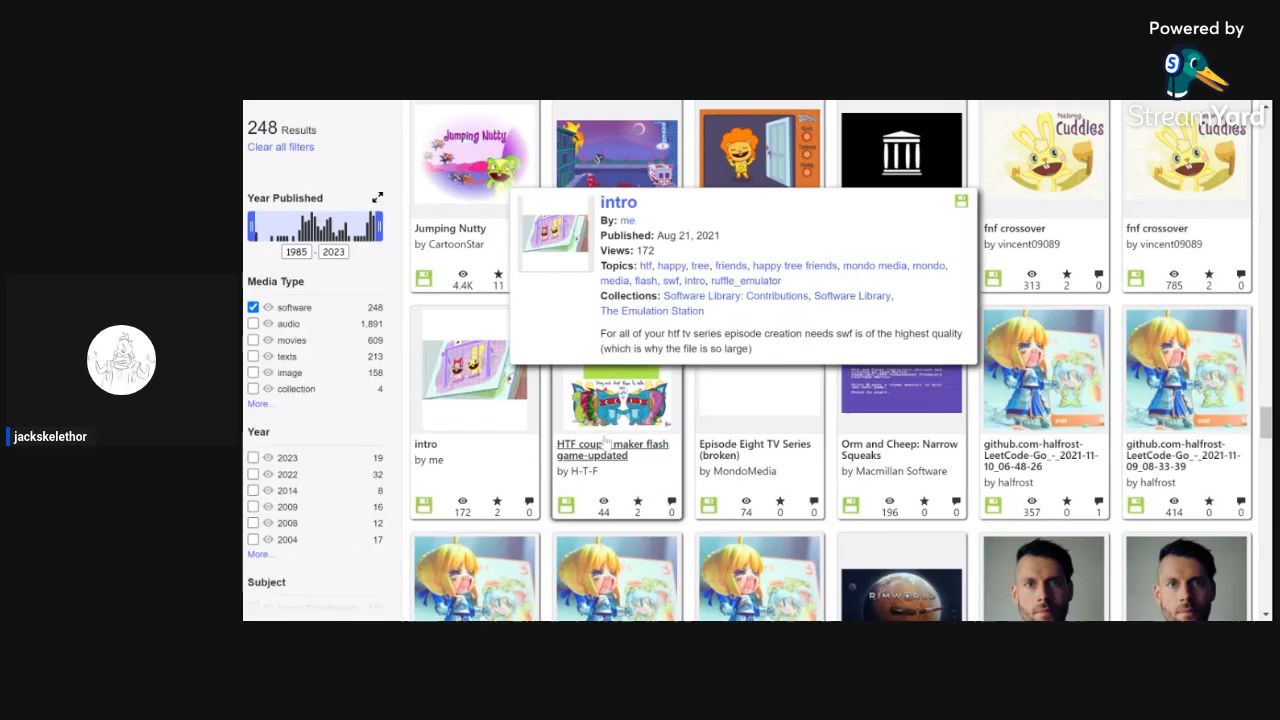 Powered by
StreamYard
248 Results
Clear all filters
Year Published
1985 - 2023
Media Type
software 248
audio 1,891
movies 609
texts 213
image 158
collection 4
More...
Year
2023 19
2022 32
2014 8
2009 16
2008 12
2004 17
More...
Subject
Jumping Nutty
Jumping Nutty
by CartoonStar
4.4K 11
intro
By: me
Published: Aug 21, 2021
Views: 172
Topics: htf, happy, tree, friends, happy tree friends, mondo media, mondo,
media, flash, swf, intro, ruffle_emulator
Collections: Software Library: Contributions, Software Library,
The Emulation Station
For all of your htf tv series episode creation needs swf is of the highest quality
(which is why the file is so large)
Cuddles
fnf crossover
by vincent09089
313 2 0
Cuddles
fnf crossover
by vincent09089
785 2 0
intro
by me
172 2 0
HTF coup maker flash
game-updated
by H-T-F
44 2 0
Episode Eight TV Series
(broken)
by MondoMedia
74 0 0
Orm and Cheep: Narrow
Squeaks
by Macmillan Software
196 0 0
github.com-halfrost-
LeetCode-Go_-_2021-11-
10_06-48-26
by halfrost
357 0 1
github.com-halfrost-
LeetCode-Go_-_2021-11-
09_08-33-39
by halfrost
414 0 0
RIMWORLD
jackskelethor